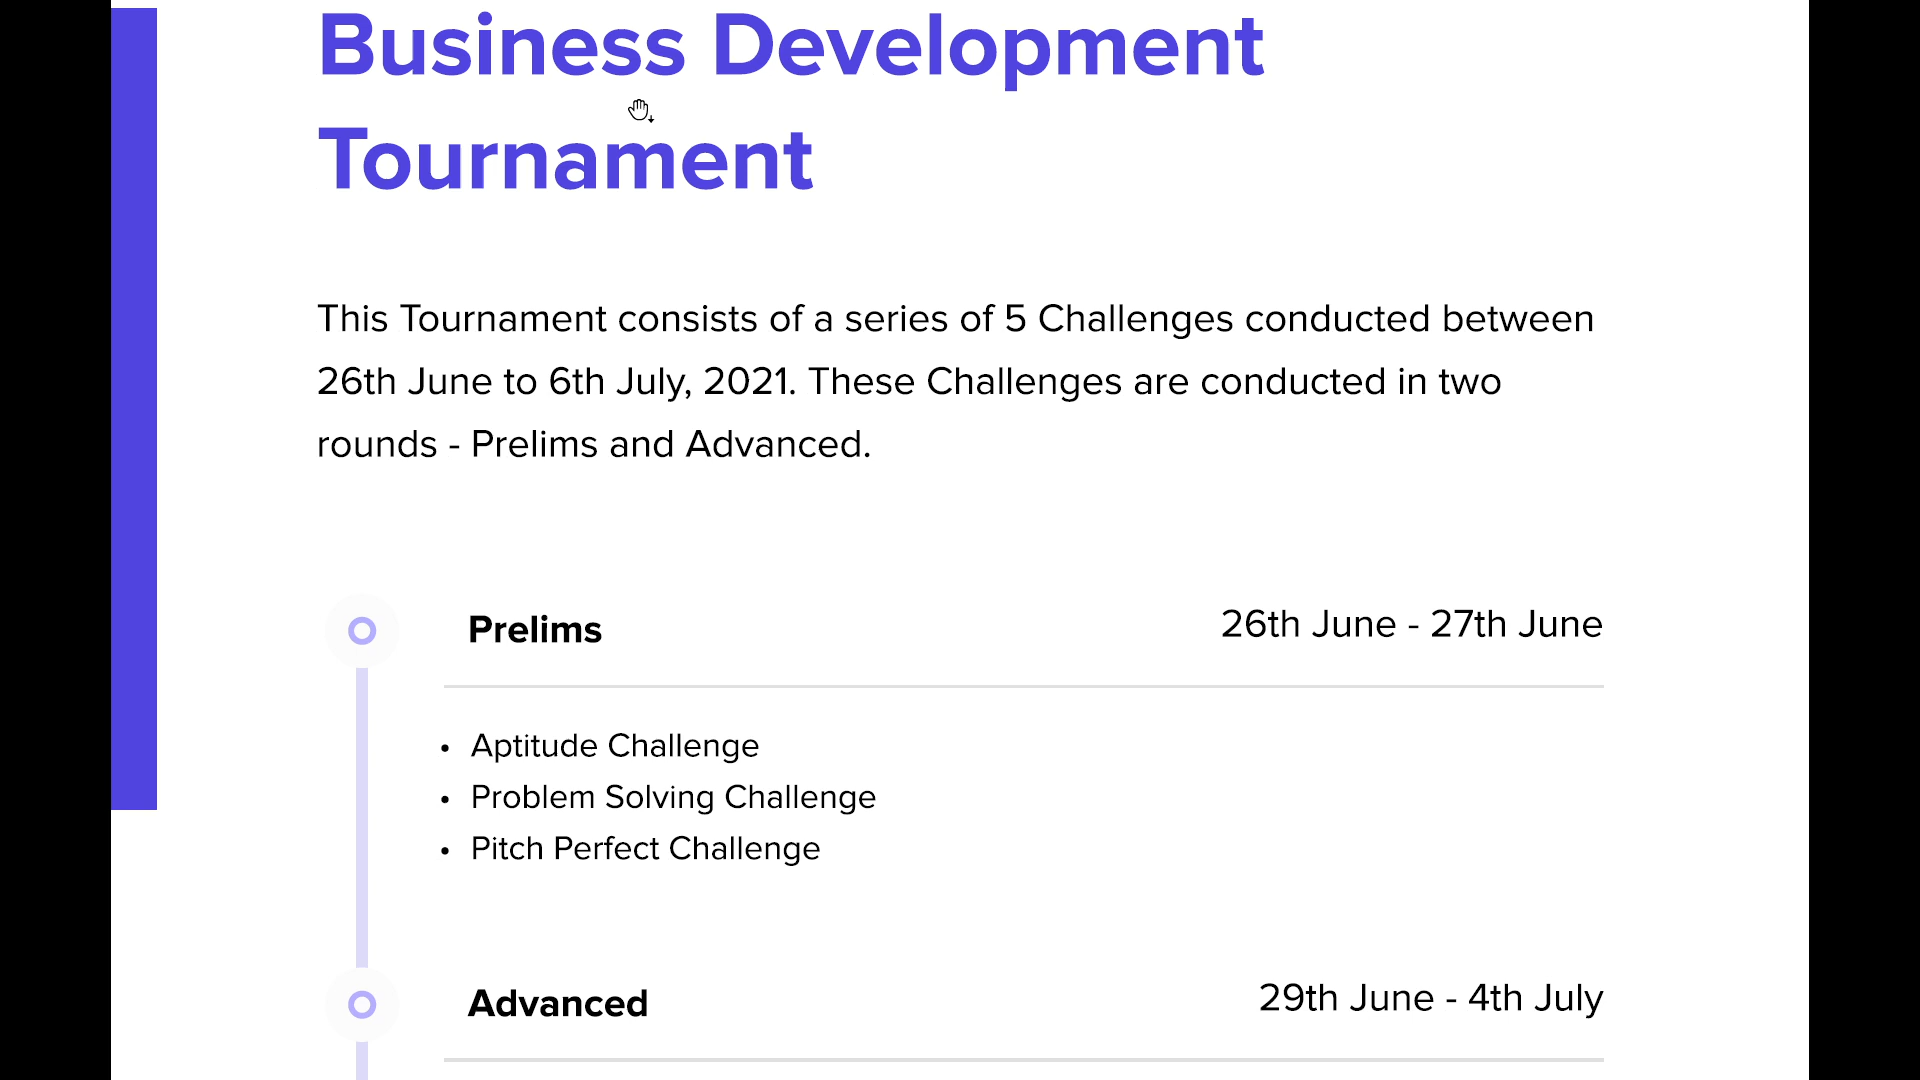 Business Development
Tournament
This Tournament consists of a series of 5 Challenges conducted between
26th June to 6th July, 2021. These Challenges are conducted in two
rounds - Prelims and Advanced.
Prelims 26th June - 27th June
• Aptitude Challenge
• Problem Solving Challenge
• Pitch Perfect Challenge
Advanced 29th June - 4th July